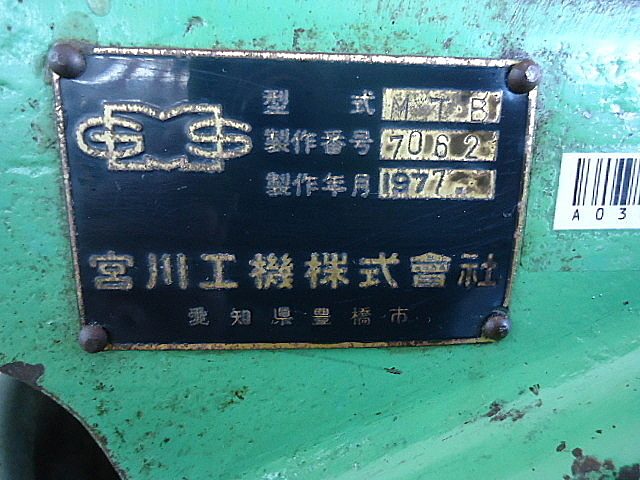 型式 MTB
製作番号 7062
製作年月 1977
宮川工機株式會社
愛知県豊橋市
A03